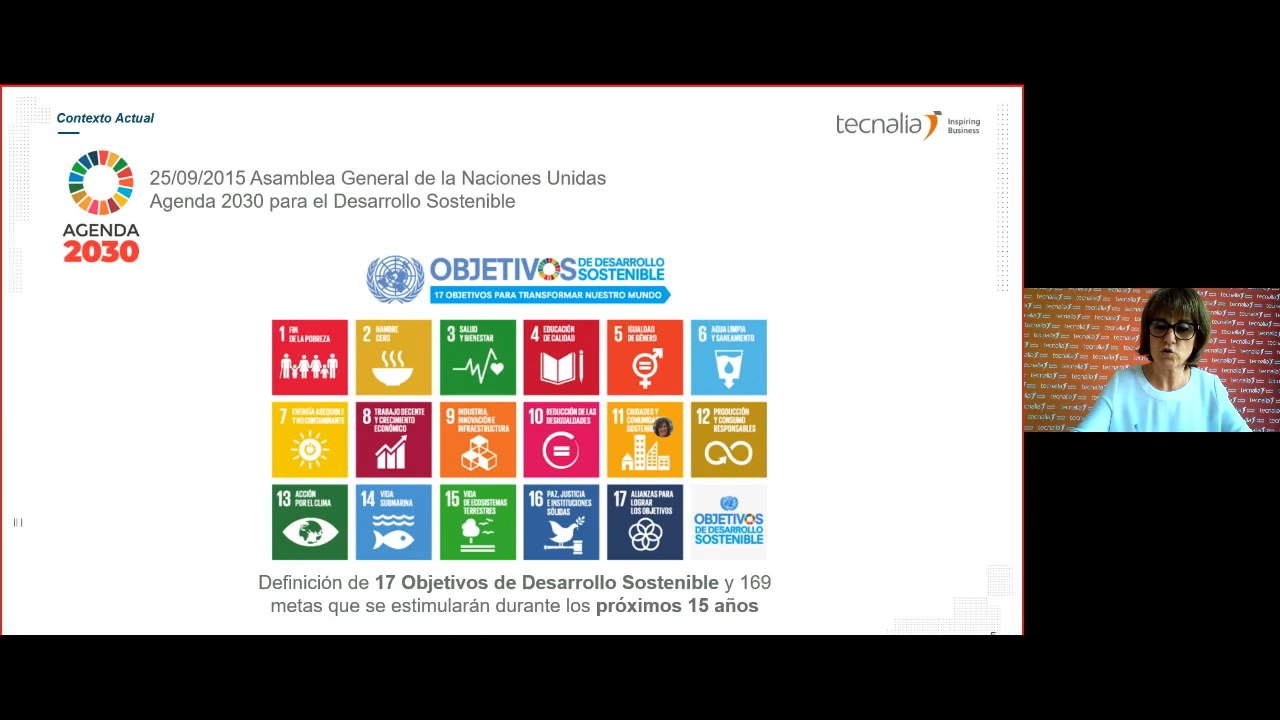 Contexto Actual
tecnalia Inspiring
Business
25/09/2015 Asamblea General de la Naciones Unidas
Agenda 2030 para el Desarrollo Sostenible
AGENDA
2030
OBJETIVOS DE DESARROLLO
SOSTENIBLE
17 OBJETIVOS PARA TRANSFORMAR NUESTRO MUNDO
1 FIN
DE LA POBREZA
2 HAMBRE
CERO
3 SALUD
Y BIENESTAR
4 EDUCACIÓN
DE CALIDAD
5 IGUALDAD
DE GÉNERO
6 AGUA LIMPIA
Y SANEAMIENTO
7 ENERGÍA ASEQUIBLE
Y NO CONTAMINANTE
8 TRABAJO DECENTE
Y CRECIMIENTO
ECONÓMICO
9 INDUSTRIA,
INNOVACIÓN E
INFRAESTRUCTURA
10 REDUCCIÓN DE LAS
DESIGUALDADES
11 CIUDADES Y
12 PRODUCCIÓN
Y CONSUMO
RESPONSABLES
13 ACCIÓN
POR EL CLIMA
14 VIDA
SUBMARINA
15 VIDA
DE ECOSISTEMAS
TERRESTRES
16 PAZ, JUSTICIA
E INSTITUCIONES
SÓLIDAS
17 ALIANZAS PARA
LOGRAR
LOS OBJETIVOS
OBJETIVOS
DE DESARROLLO
SOSTENIBLE
Definición de 17 Objetivos de Desarrollo Sostenible y 169
metas que se estimularán durante los próximos 15 años
tecnalia